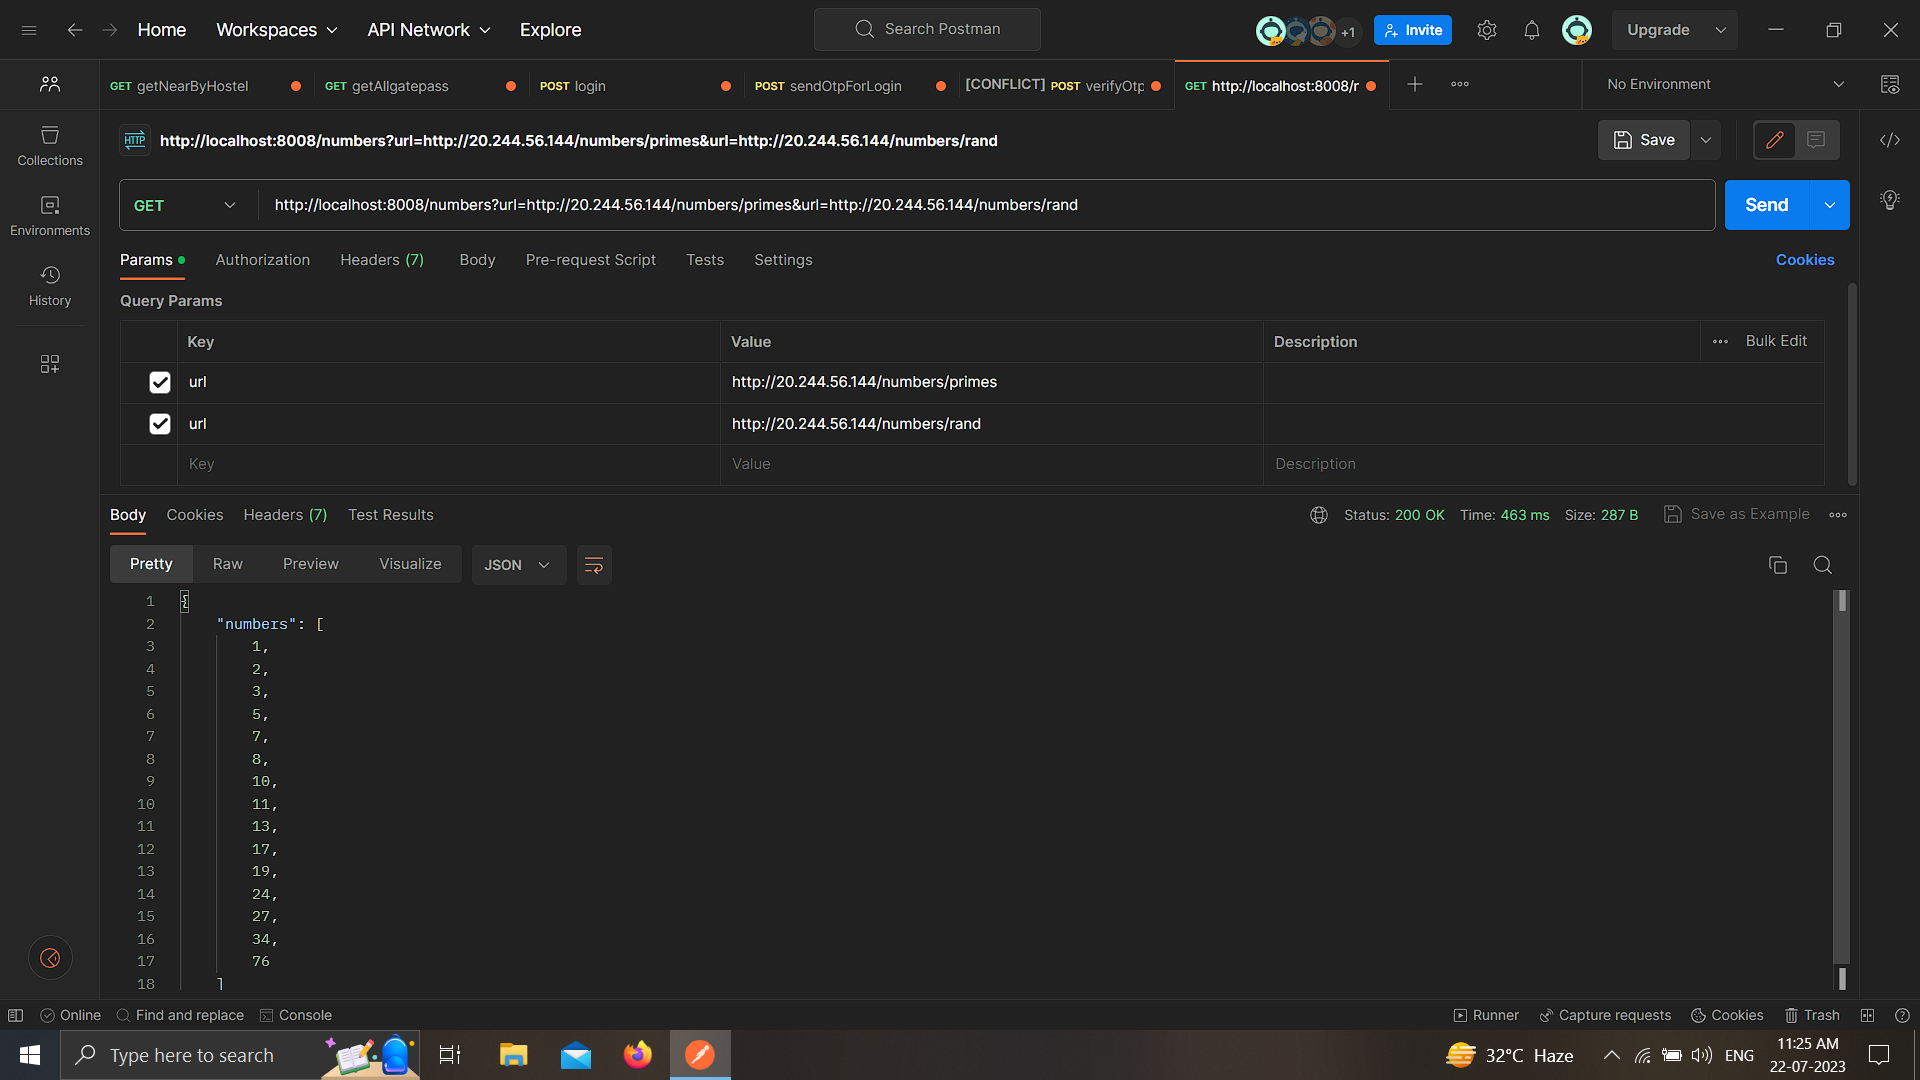 Home Workspaces API Network Explore Search Postman +1 Invite Upgrade
GET getNearByHostel GET getAllgatepass POST login POST sendOtpForLogin [CONFLICT] POST verifyOtp GET http://localhost:8008/r No Environment
HTTP http://localhost:8008/numbers?url=http://20.244.56.144/numbers/primes&url=http://20.244.56.144/numbers/rand Save
Collections
GET http://localhost:8008/numbers?url=http://20.244.56.144/numbers/primes&url=http://20.244.56.144/numbers/rand Send
Environments
Params Authorization Headers (7) Body Pre-request Script Tests Settings Cookies
History
Query Params
Key Value Description Bulk Edit
url http://20.244.56.144/numbers/primes
url http://20.244.56.144/numbers/rand
Key Value Description
Body Cookies Headers (7) Test Results Status: 200 OK Time: 463 ms Size: 287 B Save as Example
Pretty Raw Preview Visualize JSON
1 {
2 "numbers": [
3 1,
4 2,
5 3,
6 5,
7 7,
8 8,
9 10,
10 11,
11 13,
12 17,
13 19,
14 24,
15 27,
16 34,
17 76
18 ]
Online Find and replace Console Runner Capture requests Cookies Trash
Type here to search 32°C Haze ENG 11:25 AM
22-07-2023